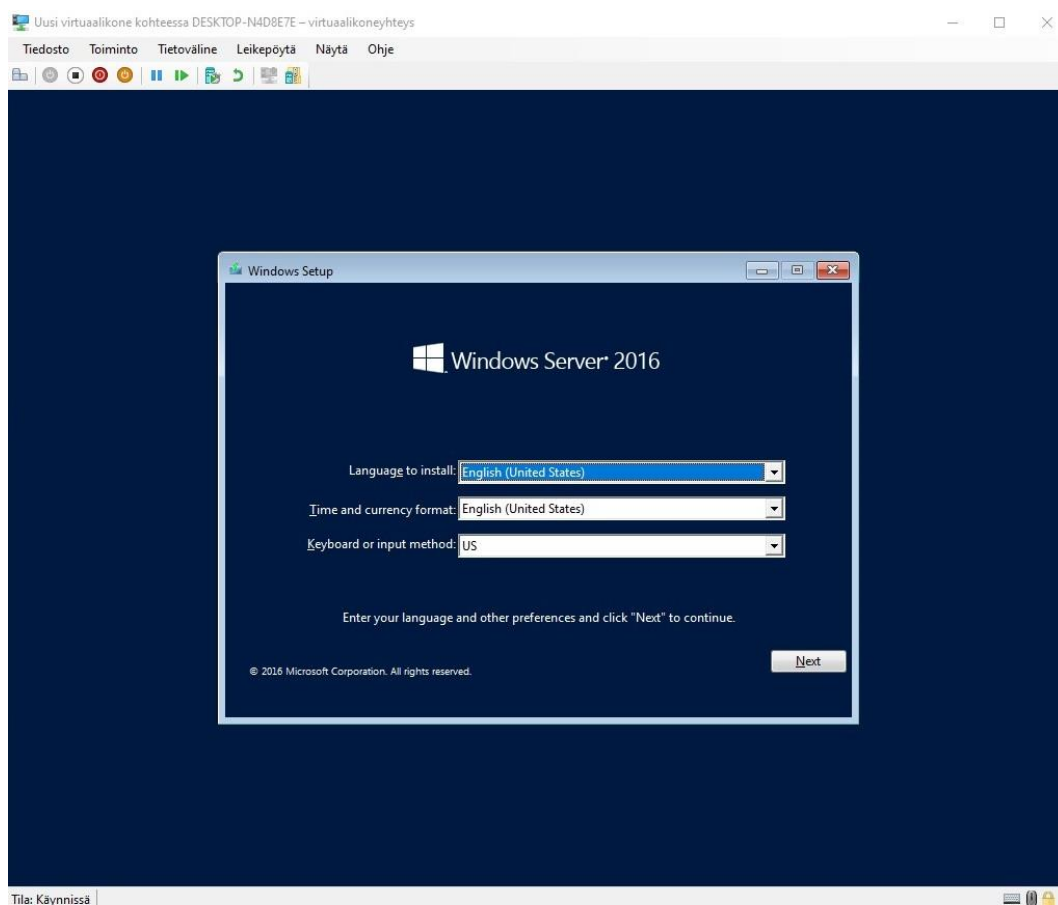 Uusi virtuaalikone kohteessa DESKTOP-N4D8E7E – virtuaalikoneyhteys
Tiedosto Toiminto Tietoväline Leikepöytä Näytä Ohje
Windows Setup
Windows Server 2016
Language to install: English (United States)
Time and currency format: English (United States)
Keyboard or input method: US
Enter your language and other preferences and click "Next" to continue.
Next
© 2016 Microsoft Corporation. All rights reserved.
Tila: Käynnissä